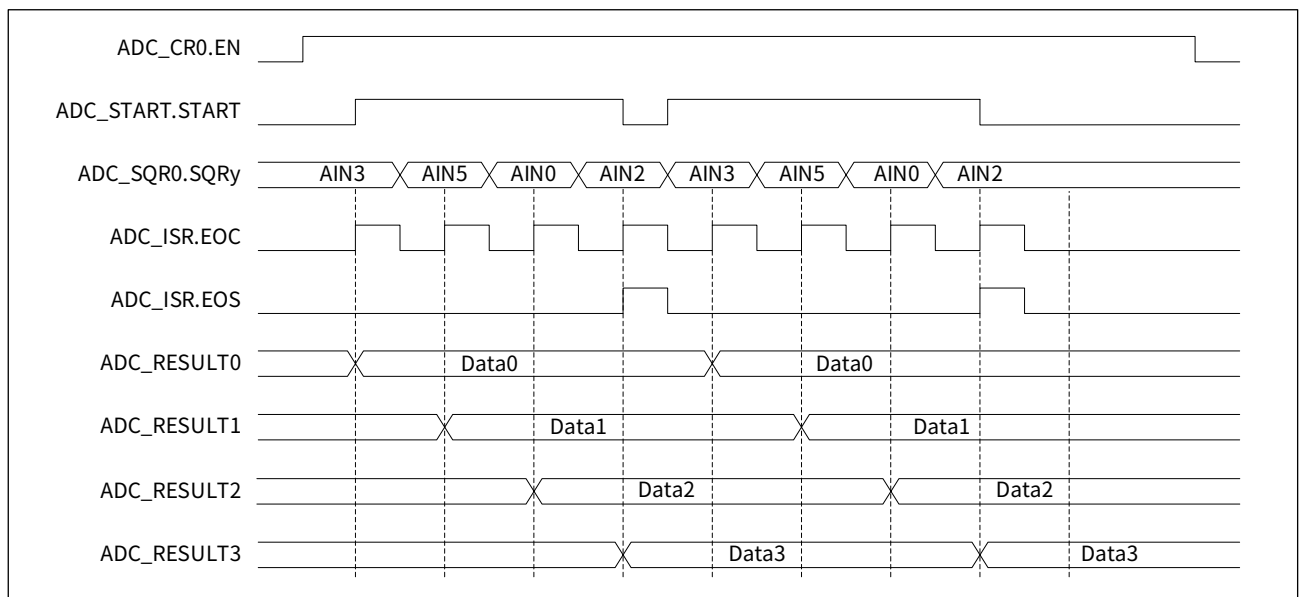 ADC_CR0.EN
ADC_START.START
ADC_SQR0.SQRy AIN3 AIN5 AIN0 AIN2 AIN3 AIN5 AIN0 AIN2
ADC_ISR.EOC
ADC_ISR.EOS
ADC_RESULT0 Data0 Data0
ADC_RESULT1 Data1 Data1
ADC_RESULT2 Data2 Data2
ADC_RESULT3 Data3 Data3